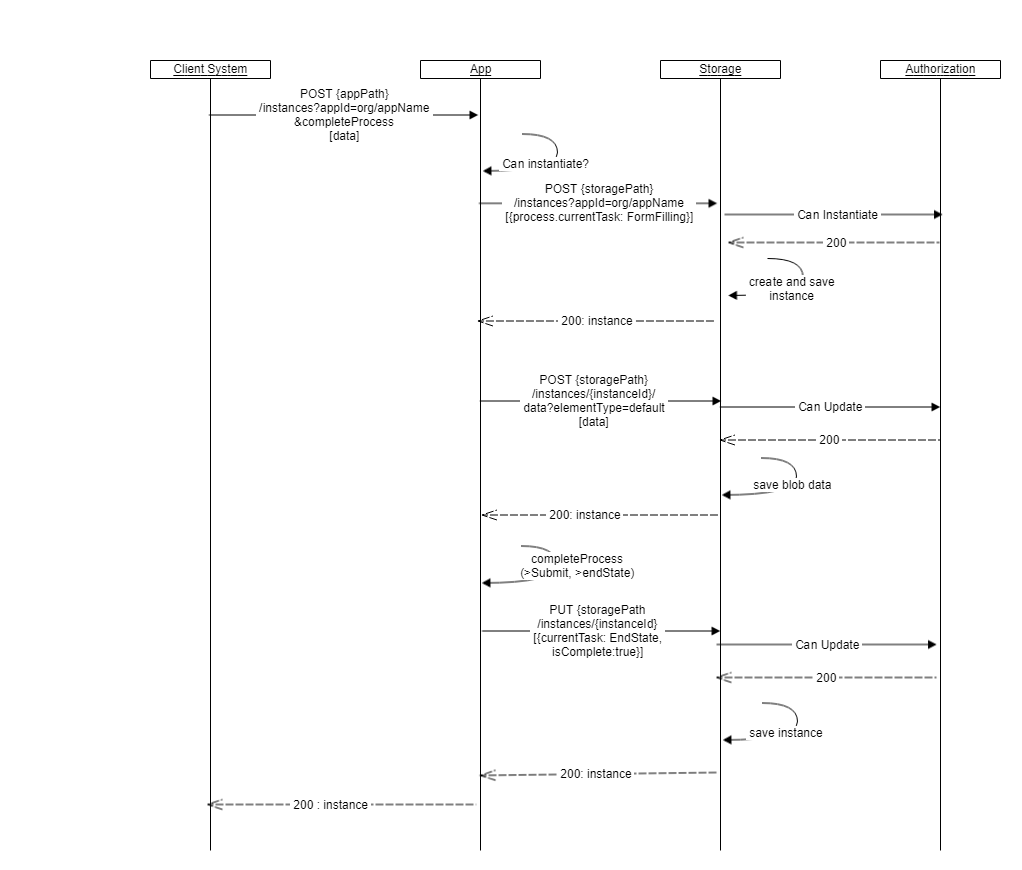 Client System
App
Storage
Authorization
POST {appPath}
/instances?appId=org/appName
&completeProcess
[data]
Can instantiate?
POST {storagePath}
/instances?appId=org/appName
[{process.currentTask: FormFilling}]
Can Instantiate
200
create and save
instance
200: instance
POST {storagePath}
/instances/{instanceId}/
data?elementType=default
[data]
Can Update
200
save blob data
200: instance
completeProcess
(>Submit, >endState)
PUT {storagePath
/instances/{instanceId}
[{currentTask: EndState,
isComplete:true}]
Can Update
200
save instance
200: instance
200 : instance